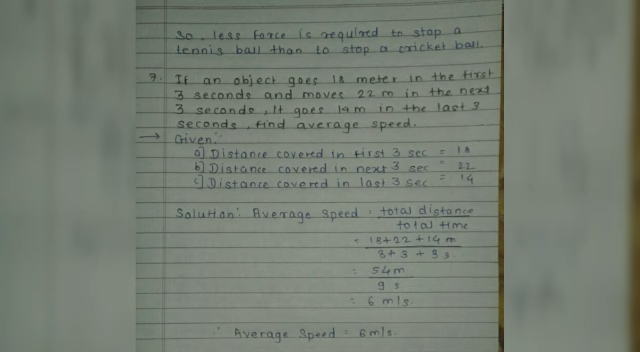 So, less force is required to stop a
tennis ball than to stop a cricket ball.
7. If an object goes 18 meter in the first
3 seconds and moves 22 m in the next
3 seconds, It goes 14m in the last 3
seconds, find average speed.
→ Given:
a] Distance covered in first 3 sec = 18
b] Distance covered in next 3 sec = 22
c] Distance covered in last 3 sec = 14
Solution: Average Speed = total distance
total time
= 18+22+14 m
3+3+3s
= 54m
9 s
= 6 m/s.
∴ Average Speed = 6m/s.